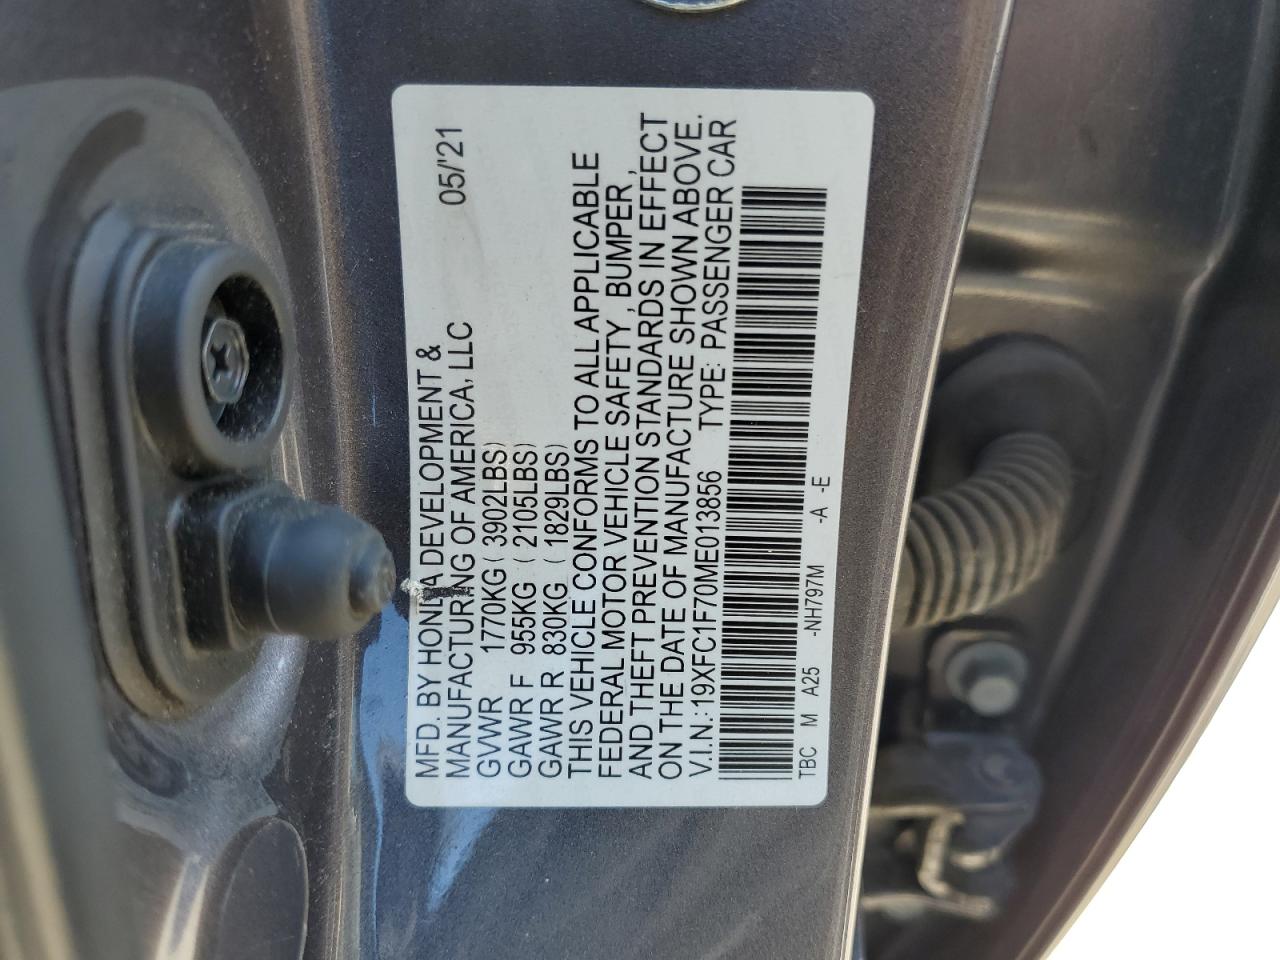 MFD. BY HONDA DEVELOPMENT &
MANUFACTURING OF AMERICA, LLC 05/'21
GVWR 1770KG ( 3902LBS)
GAWR F 955KG ( 2105LBS)
GAWR R 830KG ( 1829LBS)
THIS VEHICLE CONFORMS TO ALL APPLICABLE
FEDERAL MOTOR VEHICLE SAFETY, BUMPER,
AND THEFT PREVENTION STANDARDS IN EFFECT
ON THE DATE OF MANUFACTURE SHOWN ABOVE.
V.I.N.: 19XFC1F70ME013856 TYPE: PASSENGER CAR
TBC M A25 -NH797M -A -E